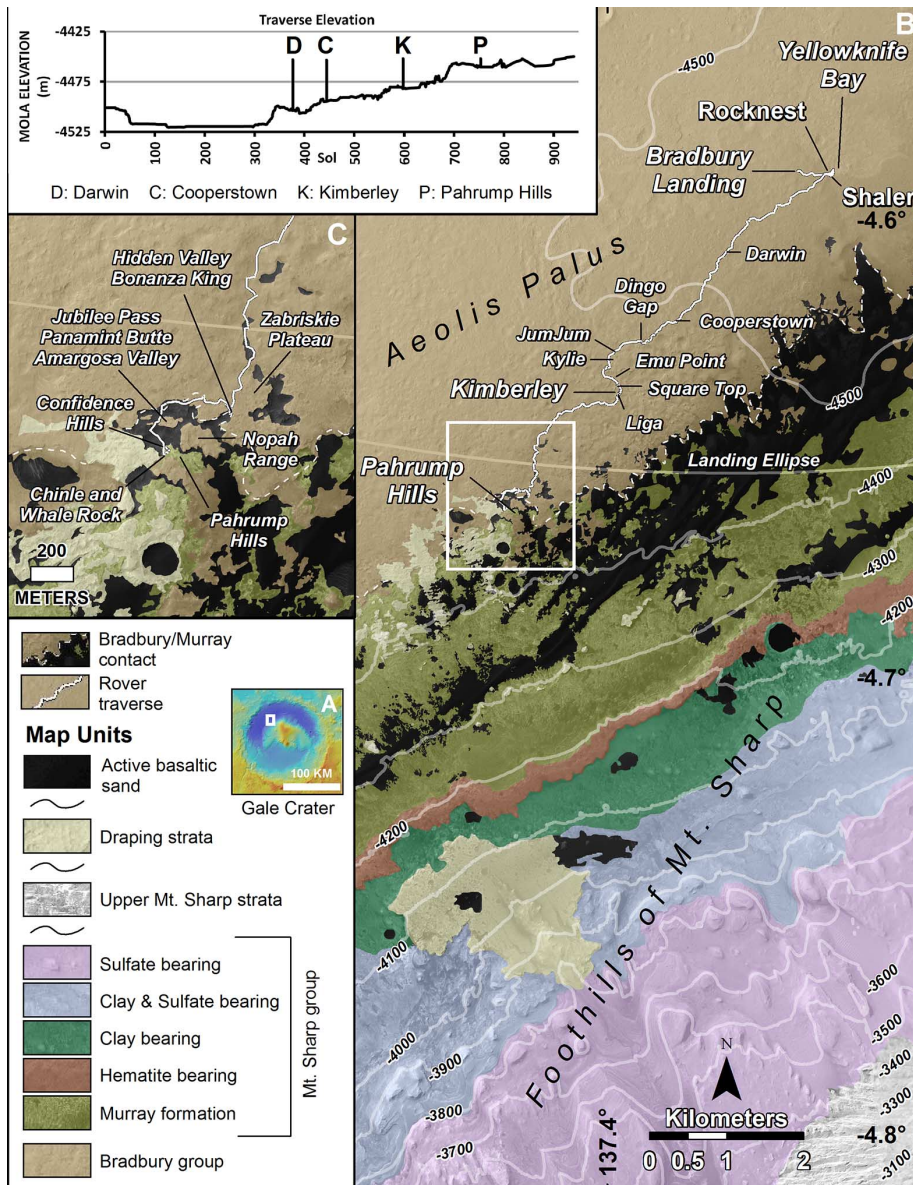 Traverse Elevation
MOLA ELEVATION
(m)
-4425
-4475
-4525
D
C
K
P
0
100
200
300
400
500
600
700
800
900
Sol
D: Darwin C: Cooperstown K: Kimberley P: Pahrump Hills
B
-4500
Yellowknife
Bay
Rocknest
Bradbury
Landing
Shaler
-4.6°
Darwin
Aeolis Palus
Dingo
Gap
Cooperstown
JumJum
Kylie
Emu Point
Square Top
Kimberley
Liga
-4500
Landing Ellipse
Pahrump
Hills
-4400
-4300
-4200
-4.7°
-4200
-4100
-4000
-3900
-3800
-3700
Foothills of Mt. Sharp
-3600
-3500
-3400
-3300
-3100
N
Kilometers
0 0.5 1 2
137.4°
-4.8°
C
Hidden Valley
Bonanza King
Jubilee Pass
Panamint Butte
Amargosa Valley
Zabriskie
Plateau
Confidence
Hills
Nopah
Range
Chinle and
Whale Rock
Pahrump
Hills
200
METERS
Bradbury/Murray
contact
Rover
traverse
A
100 KM
Gale Crater
Map Units
Active basaltic
sand
Draping strata
Upper Mt. Sharp strata
Sulfate bearing
Clay & Sulfate bearing
Clay bearing
Hematite bearing
Murray formation
Mt. Sharp group
Bradbury group